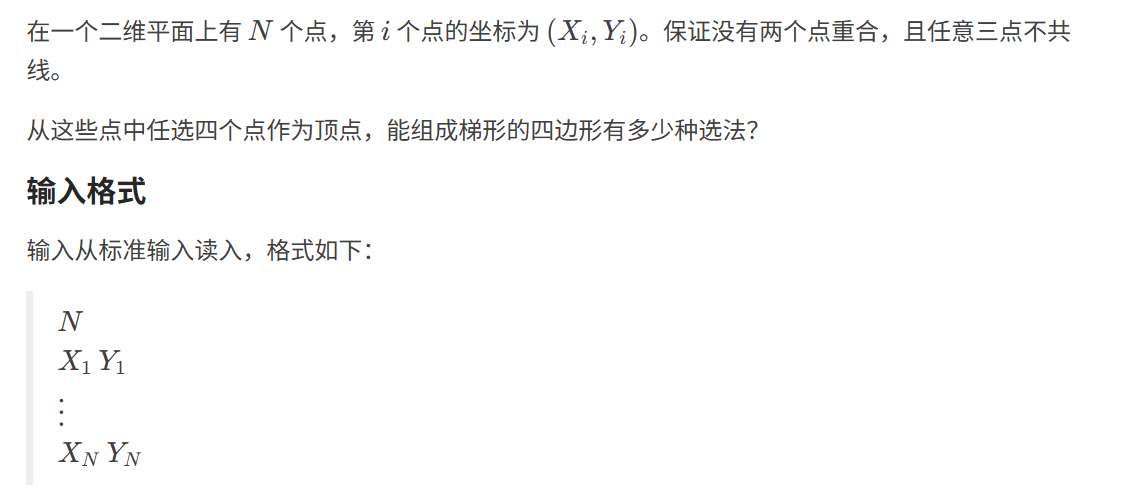 在一个二维平面上有 N 个点，第 i 个点的坐标为 (X_i, Y_i)。保证没有两个点重合，且任意三点不共
线。
从这些点中任选四个点作为顶点，能组成梯形的四边形有多少种选法？
输入格式
输入从标准输入读入，格式如下：
N
X_1 Y_1
⋮
X_N Y_N